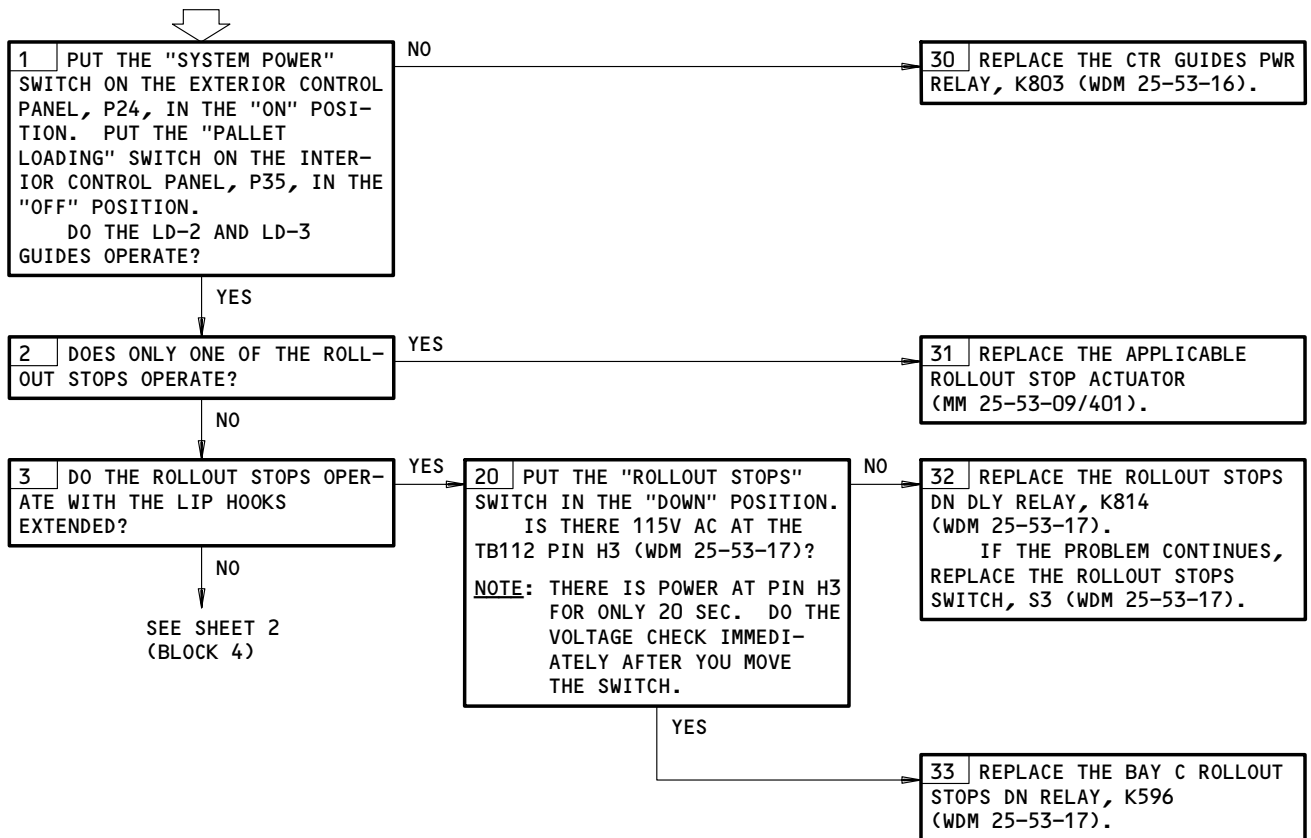 1 PUT THE "SYSTEM POWER"
SWITCH ON THE EXTERIOR CONTROL
PANEL, P24, IN THE "ON" POSI-
TION. PUT THE "PALLET
LOADING" SWITCH ON THE INTER-
IOR CONTROL PANEL, P35, IN THE
"OFF" POSITION.
DO THE LD-2 AND LD-3
GUIDES OPERATE?
NO
30 REPLACE THE CTR GUIDES PWR
RELAY, K803 (WDM 25-53-16).
YES
2 DOES ONLY ONE OF THE ROLL-
OUT STOPS OPERATE?
YES
31 REPLACE THE APPLICABLE
ROLLOUT STOP ACTUATOR
(MM 25-53-09/401).
NO
3 DO THE ROLLOUT STOPS OPER-
ATE WITH THE LIP HOOKS
EXTENDED?
YES
20 PUT THE "ROLLOUT STOPS"
SWITCH IN THE "DOWN" POSITION.
IS THERE 115V AC AT THE
TB112 PIN H3 (WDM 25-53-17)?
NOTE: THERE IS POWER AT PIN H3
FOR ONLY 20 SEC. DO THE
VOLTAGE CHECK IMMEDI-
ATELY AFTER YOU MOVE
THE SWITCH.
NO
32 REPLACE THE ROLLOUT STOPS
DN DLY RELAY, K814
(WDM 25-53-17).
IF THE PROBLEM CONTINUES,
REPLACE THE ROLLOUT STOPS
SWITCH, S3 (WDM 25-53-17).
NO
SEE SHEET 2
(BLOCK 4)
YES
33 REPLACE THE BAY C ROLLOUT
STOPS DN RELAY, K596
(WDM 25-53-17).